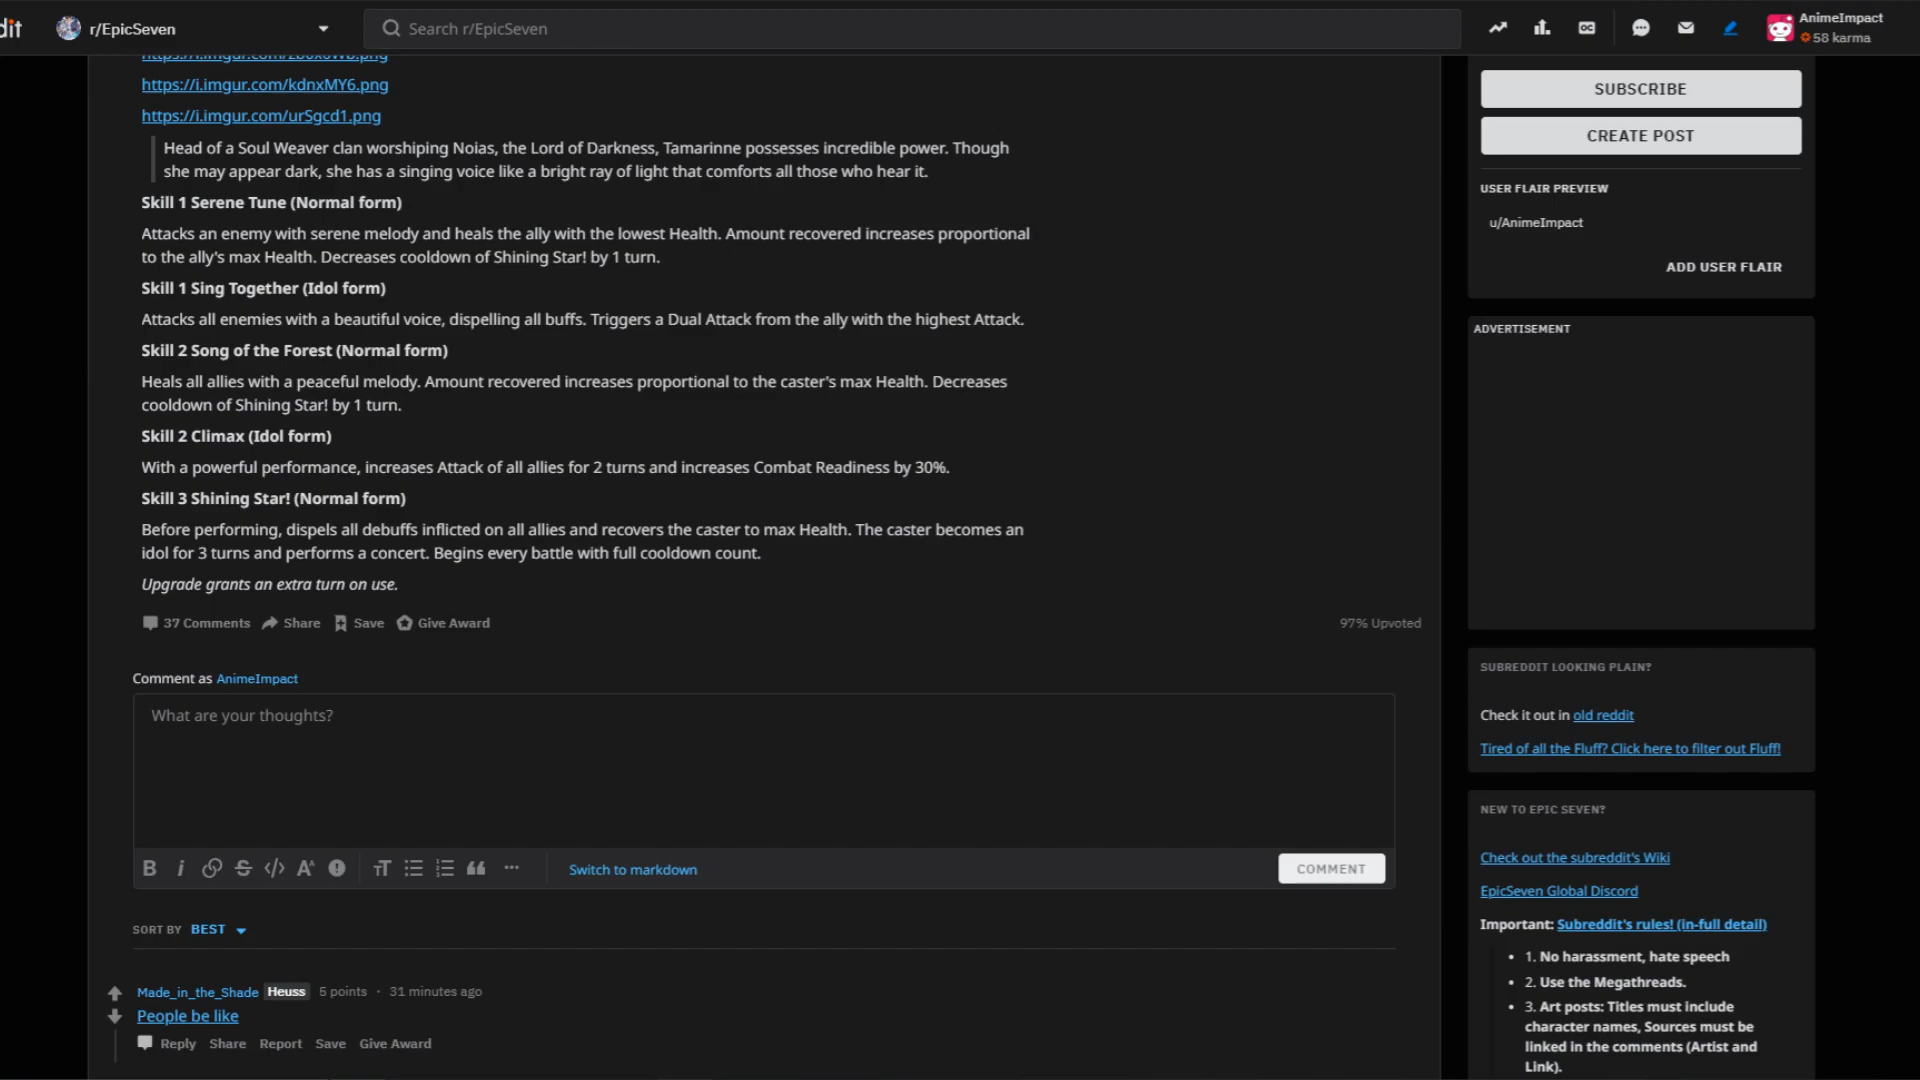 dit
r/EpicSeven
Search r/EpicSeven
AnimeImpact
58 karma
https://i.imgur.com/kdnxMY6.png
https://i.imgur.com/urSgcd1.png
Head of a Soul Weaver clan worshiping Noias, the Lord of Darkness, Tamarinne possesses incredible power. Though
she may appear dark, she has a singing voice like a bright ray of light that comforts all those who hear it.
Skill 1 Serene Tune (Normal form)
Attacks an enemy with serene melody and heals the ally with the lowest Health. Amount recovered increases proportional
to the ally's max Health. Decreases cooldown of Shining Star! by 1 turn.
Skill 1 Sing Together (Idol form)
Attacks all enemies with a beautiful voice, dispelling all buffs. Triggers a Dual Attack from the ally with the highest Attack.
Skill 2 Song of the Forest (Normal form)
Heals all allies with a peaceful melody. Amount recovered increases proportional to the caster's max Health. Decreases
cooldown of Shining Star! by 1 turn.
Skill 2 Climax (Idol form)
With a powerful performance, increases Attack of all allies for 2 turns and increases Combat Readiness by 30%.
Skill 3 Shining Star! (Normal form)
Before performing, dispels all debuffs inflicted on all allies and recovers the caster to max Health. The caster becomes an
idol for 3 turns and performs a concert. Begins every battle with full cooldown count.
Upgrade grants an extra turn on use.
37 Comments Share Save Give Award 97% Upvoted
Comment as AnimeImpact
What are your thoughts?
Switch to markdown
COMMENT
SORT BY BEST
Made_in_the_Shade Heuss 5 points · 31 minutes ago
People be like
Reply Share Report Save Give Award
SUBSCRIBE
CREATE POST
USER FLAIR PREVIEW
u/AnimeImpact
ADD USER FLAIR
ADVERTISEMENT
SUBREDDIT LOOKING PLAIN?
Check it out in old reddit
Tired of all the Fluff? Click here to filter out Fluff!
NEW TO EPIC SEVEN?
Check out the subreddit's Wiki
EpicSeven Global Discord
Important: Subreddit's rules! (in-full detail)
• 1. No harassment, hate speech
• 2. Use the Megathreads.
• 3. Art posts: Titles must include
character names, Sources must be
linked in the comments (Artist and
Link).